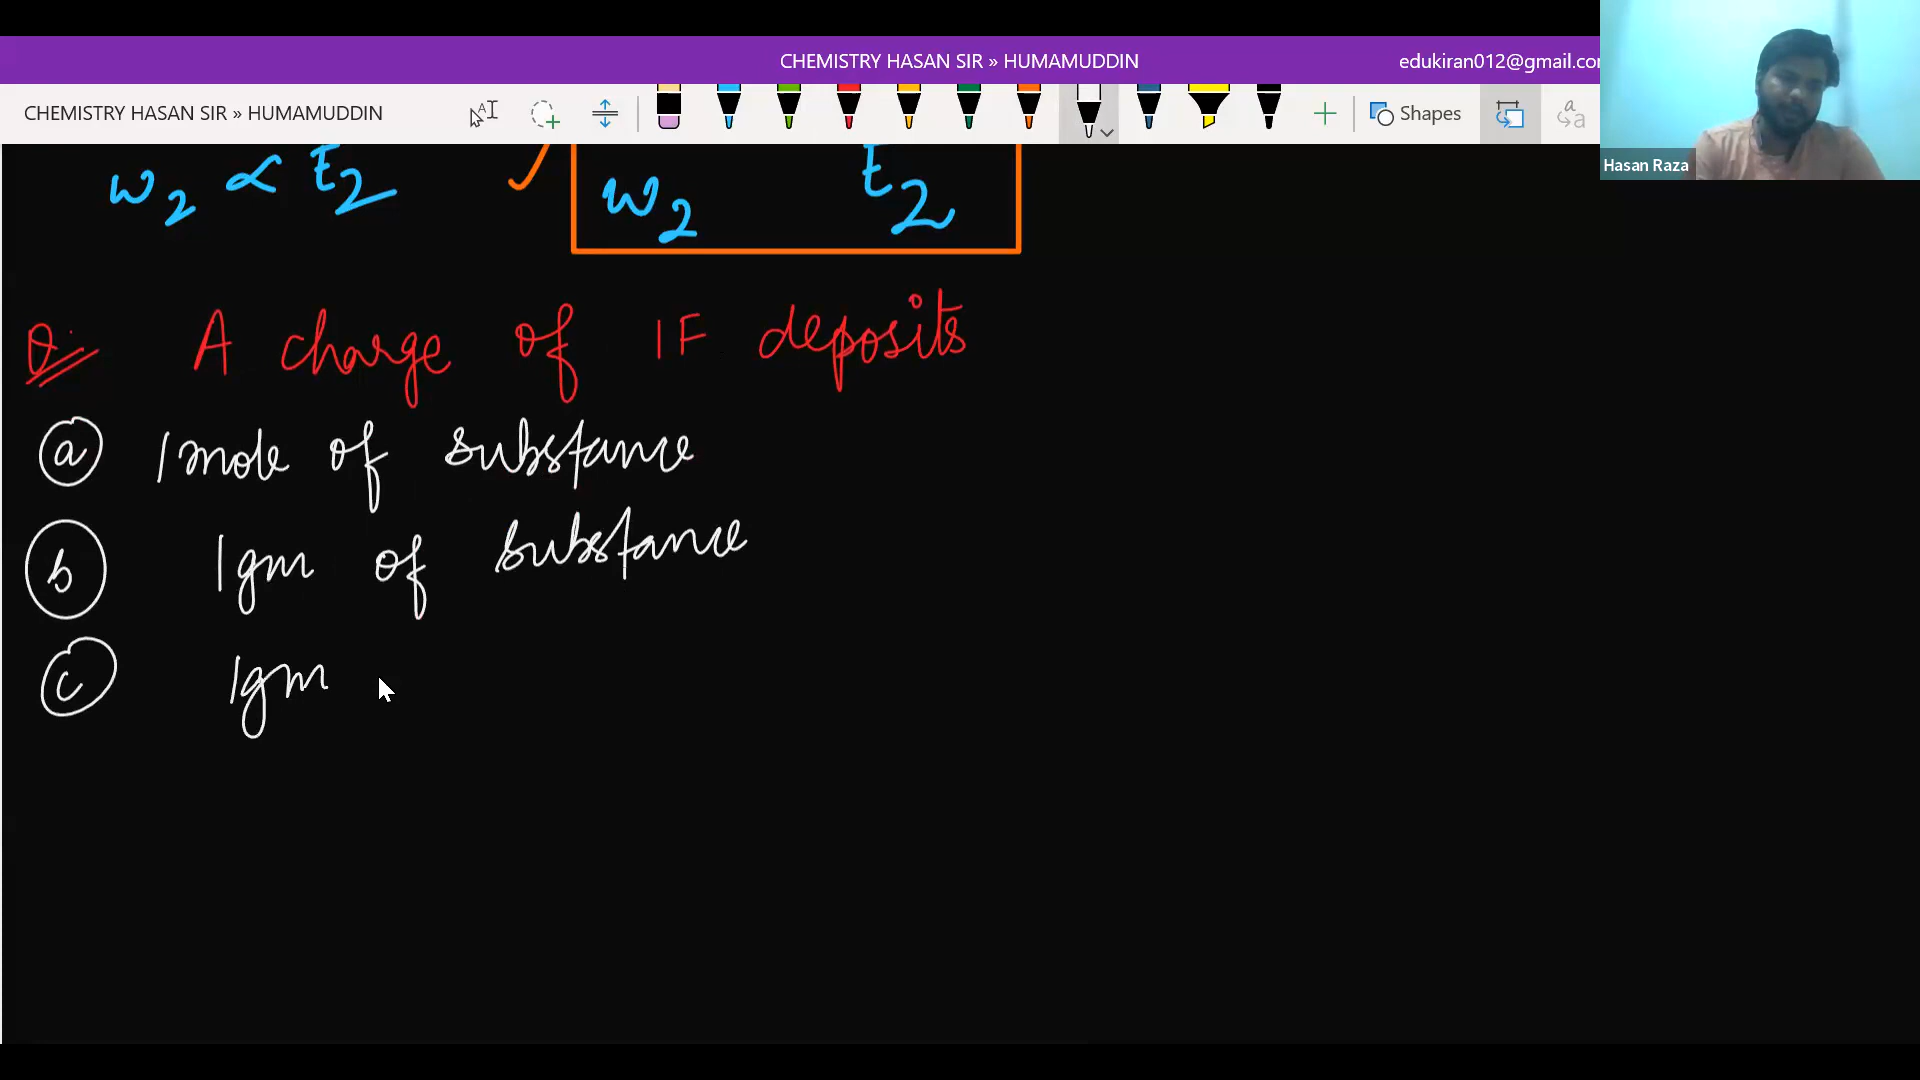 CHEMISTRY HASAN SIR » HUMAMUDDIN
edukiran012@gmail.co
CHEMISTRY HASAN SIR » HUMAMUDDIN
Shapes
Hasan Raza
w2 ∝ E2 w2 E2
Q. A charge of 1F deposits
a 1mole of substance
b 1gm of substance
c 1gm